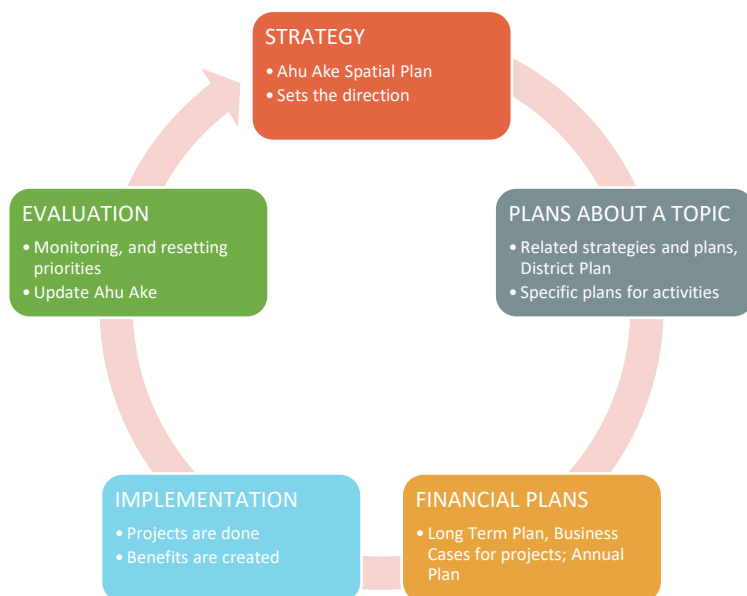 STRATEGY
• Ahu Ake Spatial Plan
• Sets the direction
PLANS ABOUT A TOPIC
• Related strategies and plans,
District Plan
• Specific plans for activities
FINANCIAL PLANS
• Long Term Plan, Business
Cases for projects; Annual
Plan
IMPLEMENTATION
• Projects are done
• Benefits are created
EVALUATION
• Monitoring, and resetting
priorities
• Update Ahu Ake